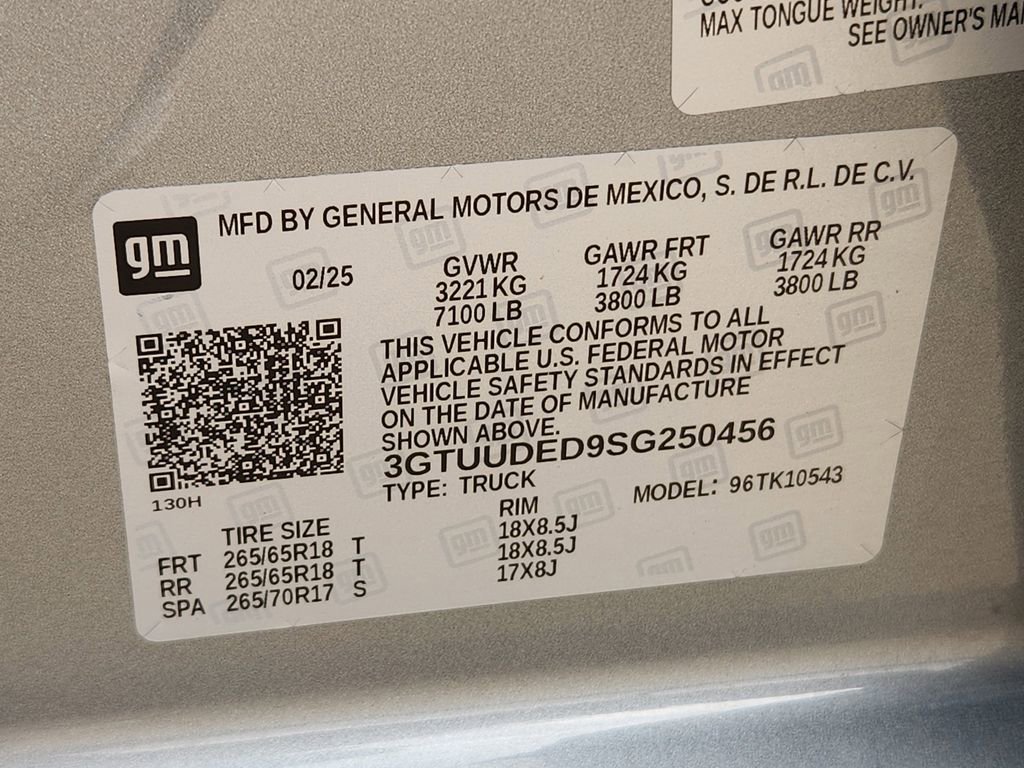 MAX TONGUE WEIGHT:
SEE OWNER'S
gm
MFD BY GENERAL MOTORS DE MEXICO, S. DE R.L. DE C.V.
02/25 GVWR GAWR FRT GAWR RR
3221 KG 1724 KG 1724 KG
7100 LB 3800 LB 3800 LB
THIS VEHICLE CONFORMS TO ALL
APPLICABLE U.S. FEDERAL MOTOR
VEHICLE SAFETY STANDARDS IN EFFECT
ON THE DATE OF MANUFACTURE
SHOWN ABOVE.
3GTUUDED9SG250456
TYPE: TRUCK MODEL: 96TK10543
130H
TIRE SIZE RIM
FRT 265/65R18 T 18X8.5J
RR 265/65R18 T 18X8.5J
SPA 265/70R17 S 17X8J